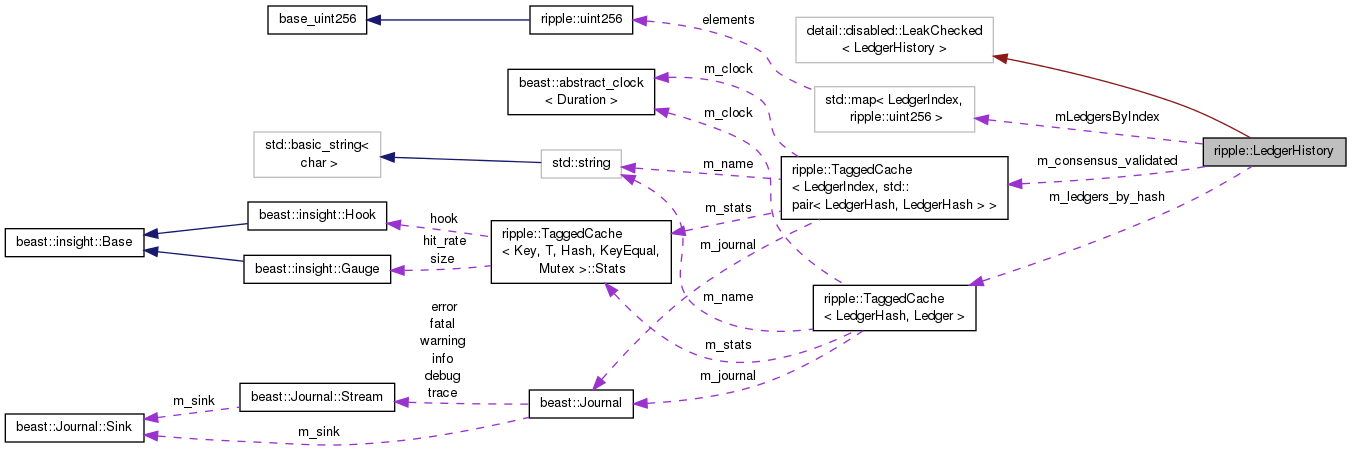 base_uint256
ripple::uint256
elements
detail::disabled::LeakChecked
< LedgerHistory >
m_clock
beast::abstract_clock
< Duration >
std::map< LedgerIndex,
ripple::uint256 >
m_clock
mLedgersByIndex
std::basic_string<
char >
std::string
m_name
ripple::TaggedCache
< LedgerIndex, std::
pair< LedgerHash, LedgerHash > >
m_consensus_validated
ripple::LedgerHistory
m_ledgers_by_hash
beast::insight::Hook
hook
m_stats
beast::insight::Base
hit_rate
size
ripple::TaggedCache
< Key, T, Hash, KeyEqual,
Mutex >::Stats
m_journal
beast::insight::Gauge
m_name
ripple::TaggedCache
< LedgerHash, Ledger >
error
fatal
warning
info
debug
trace
m_stats
m_journal
beast::Journal::Stream
m_sink
beast::Journal
beast::Journal::Sink
m_sink